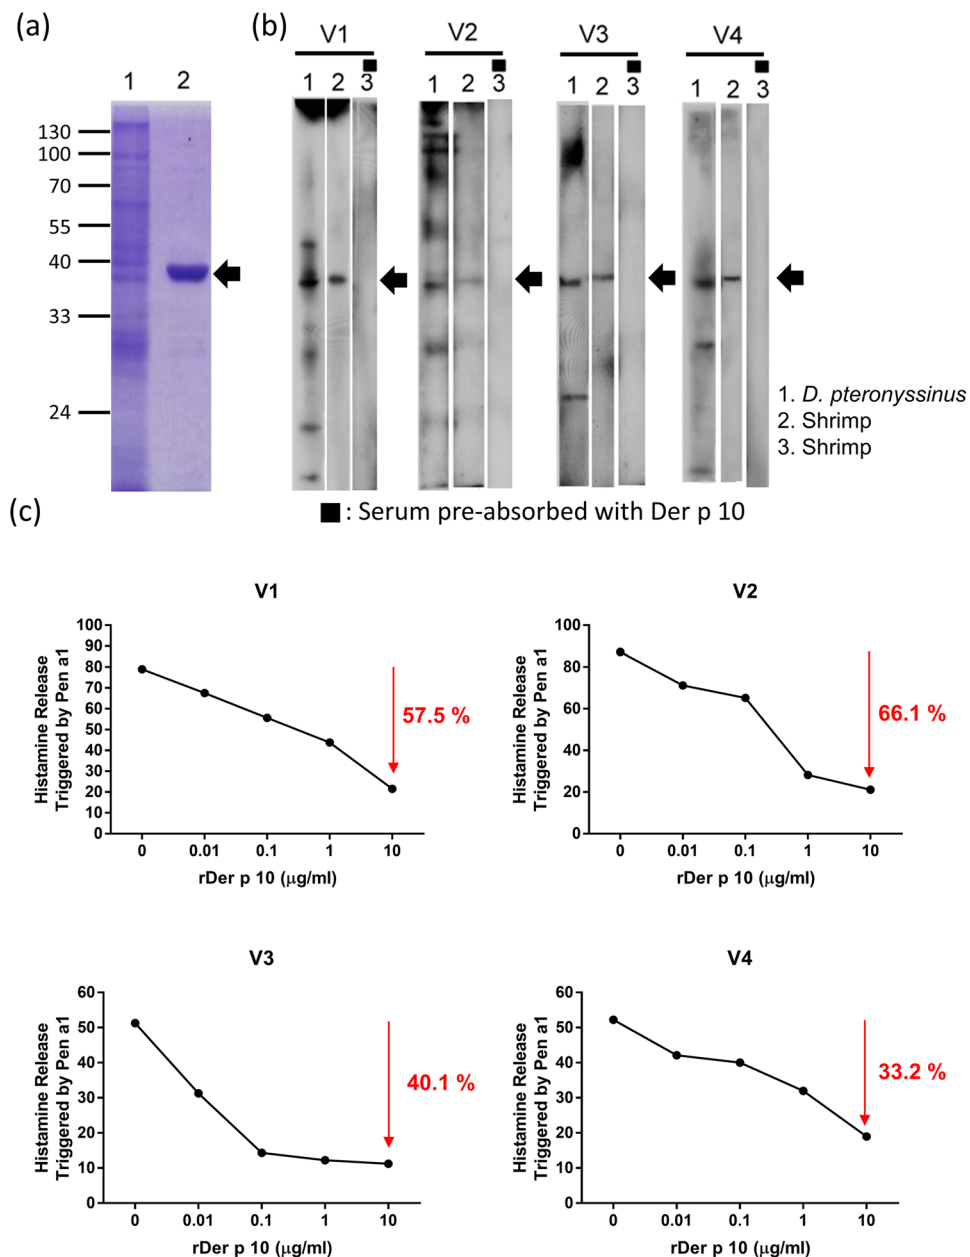 (a)
(b)
V1
V2
V3
V4
1 2
1 2 3
1 2 3
1 2 3
1 2 3
130
100
70
55
40
33
24
1. D. pteronyssinus
2. Shrimp
3. Shrimp
■ : Serum pre-absorbed with Der p 10
(c)
V1
Histamine Release
Triggered by Pen a1
100
90
80
70
60
50
40
30
20
10
0
57.5 %
0 0.01 0.1 1 10
rDer p 10 (μg/ml)
V2
Histamine Release
Triggered by Pen a1
100
80
60
40
20
0
66.1 %
0 0.01 0.1 1 10
rDer p 10 (μg/ml)
V3
Histamine Release
Triggered by Pen a1
60
50
40
30
20
10
0
40.1 %
0 0.01 0.1 1 10
rDer p 10 (μg/ml)
V4
Histamine Release
Triggered by Pen a1
60
50
40
30
20
10
0
33.2 %
0 0.01 0.1 1 10
rDer p 10 (μg/ml)